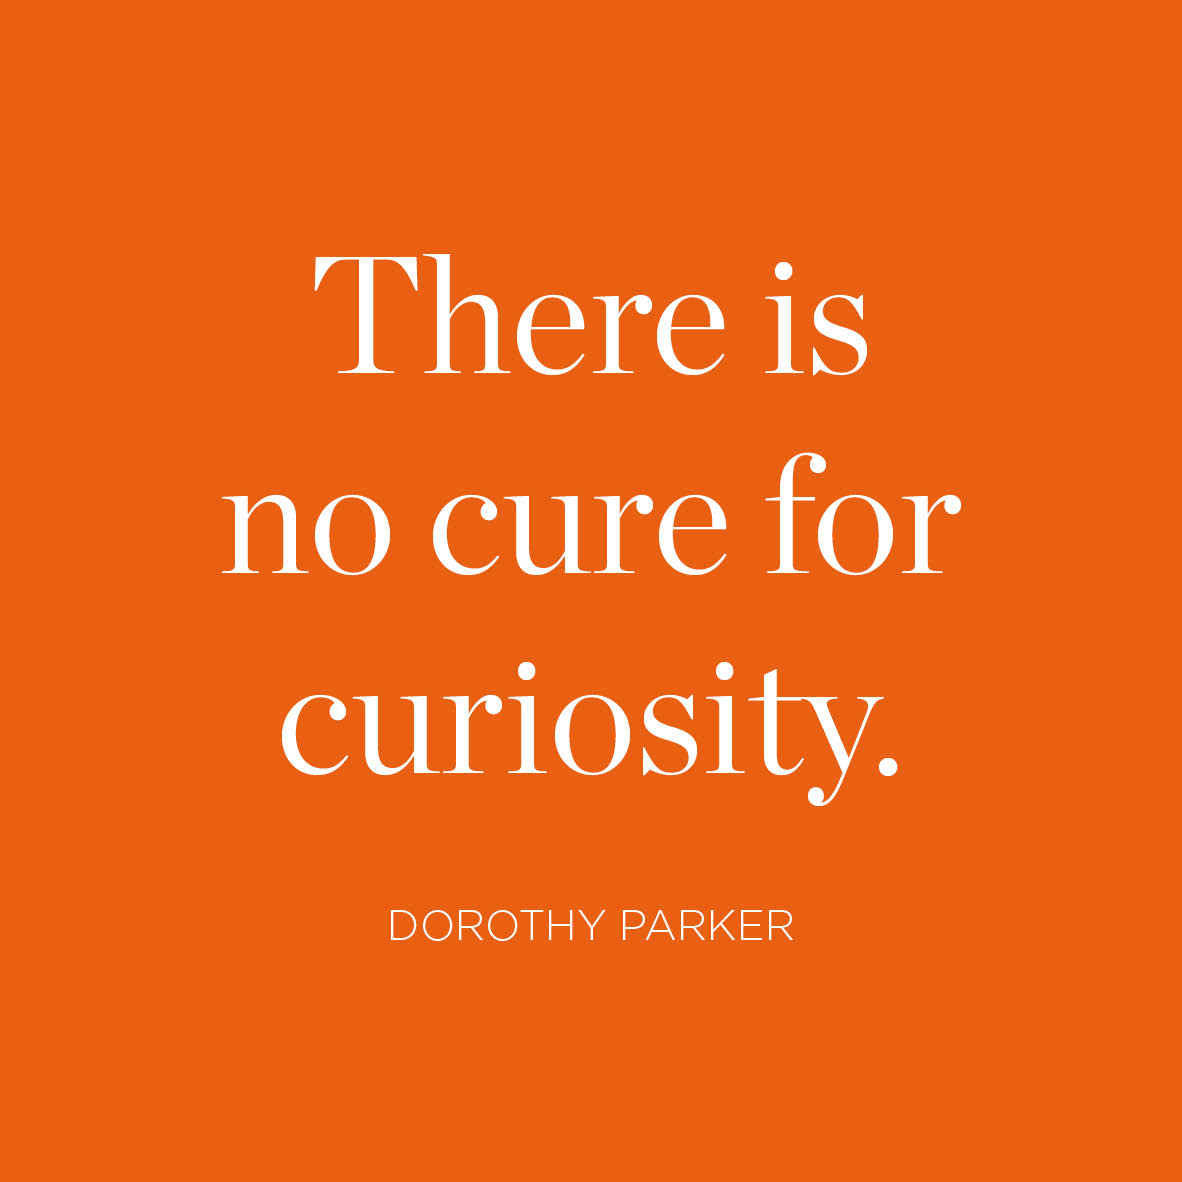 There is
no cure for
curiosity.
DOROTHY PARKER